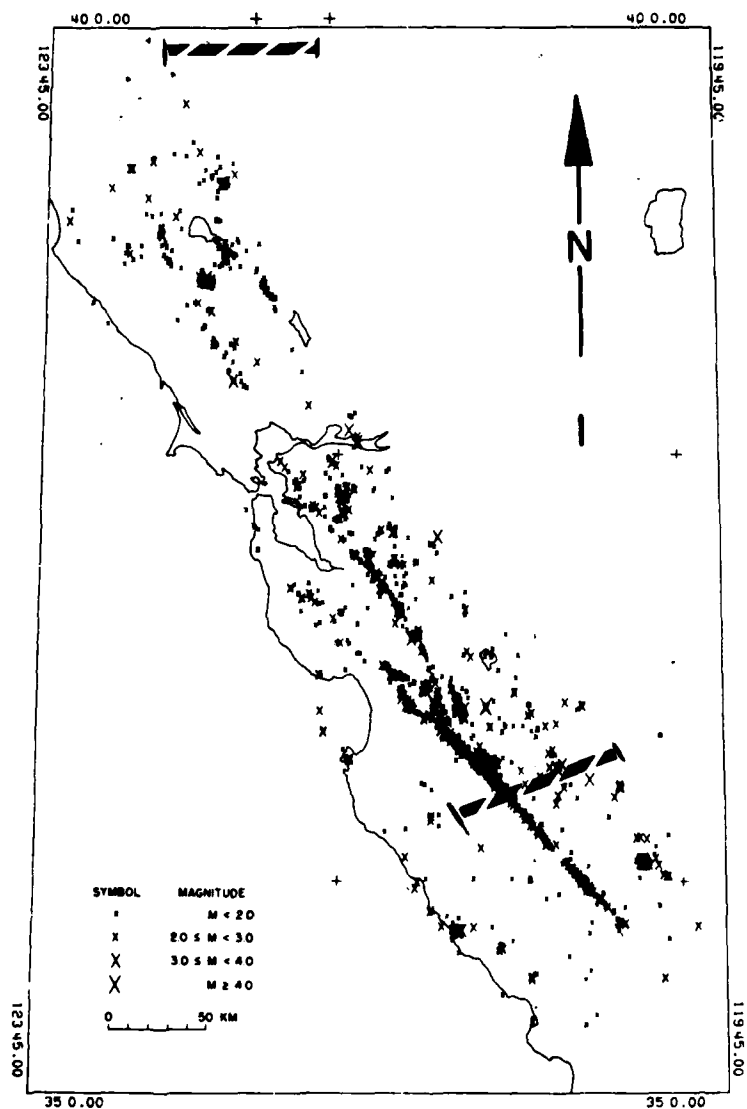 40 0.00
40 0.00
123 45.00
119 45.00
N
SYMBOL MAGNITUDE
M < 2.0
2.0 ≤ M < 3.0
3.0 ≤ M < 4.0
M ≥ 4.0
0 50 KM
123 45.00
119 45.00
35 0.00
35 0.00